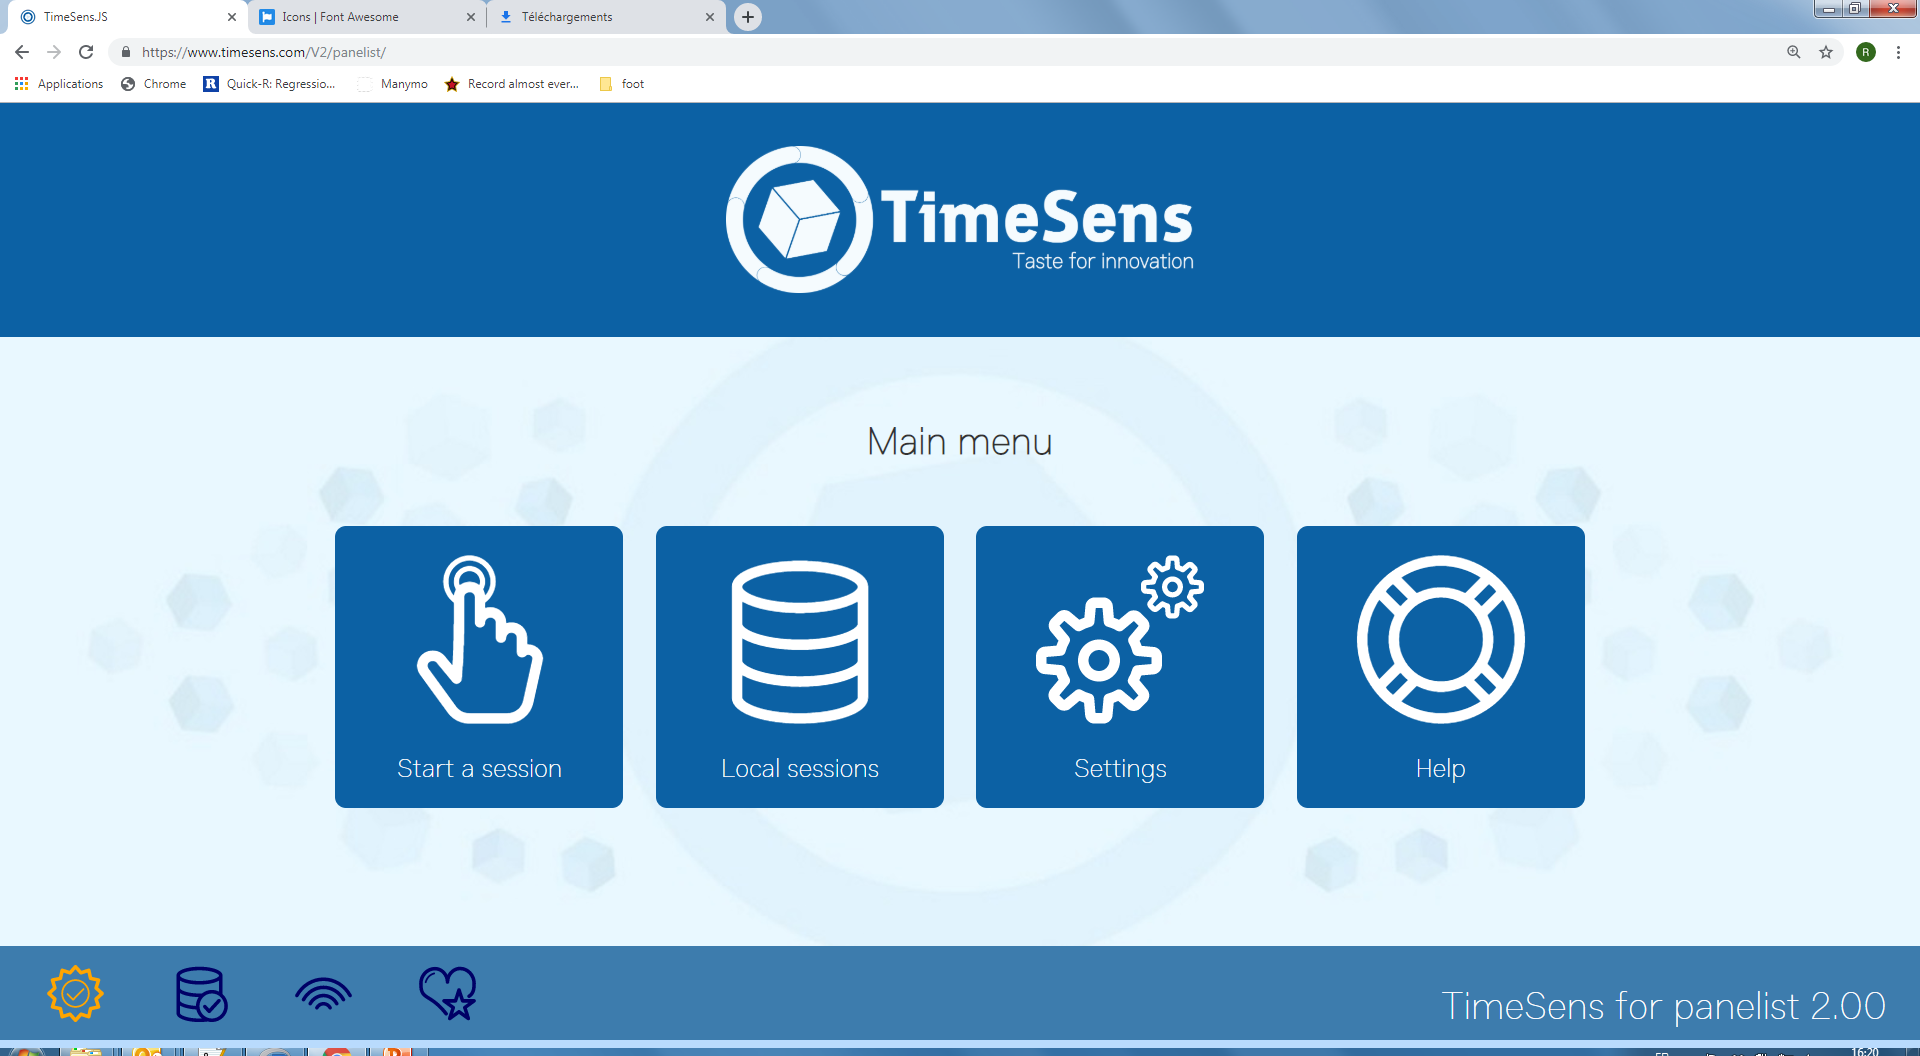 TimeSens.JS
Icons | Font Awesome
Téléchargements
https://www.timesens.com/V2/panelist/
R
Applications
Chrome
R
Quick-R: Regressio...
Manymo
Record almost ever...
foot
TimeSens
Taste for innovation
Main menu
Start a session
Local sessions
Settings
Help
TimeSens for panelist 2.00
16:20